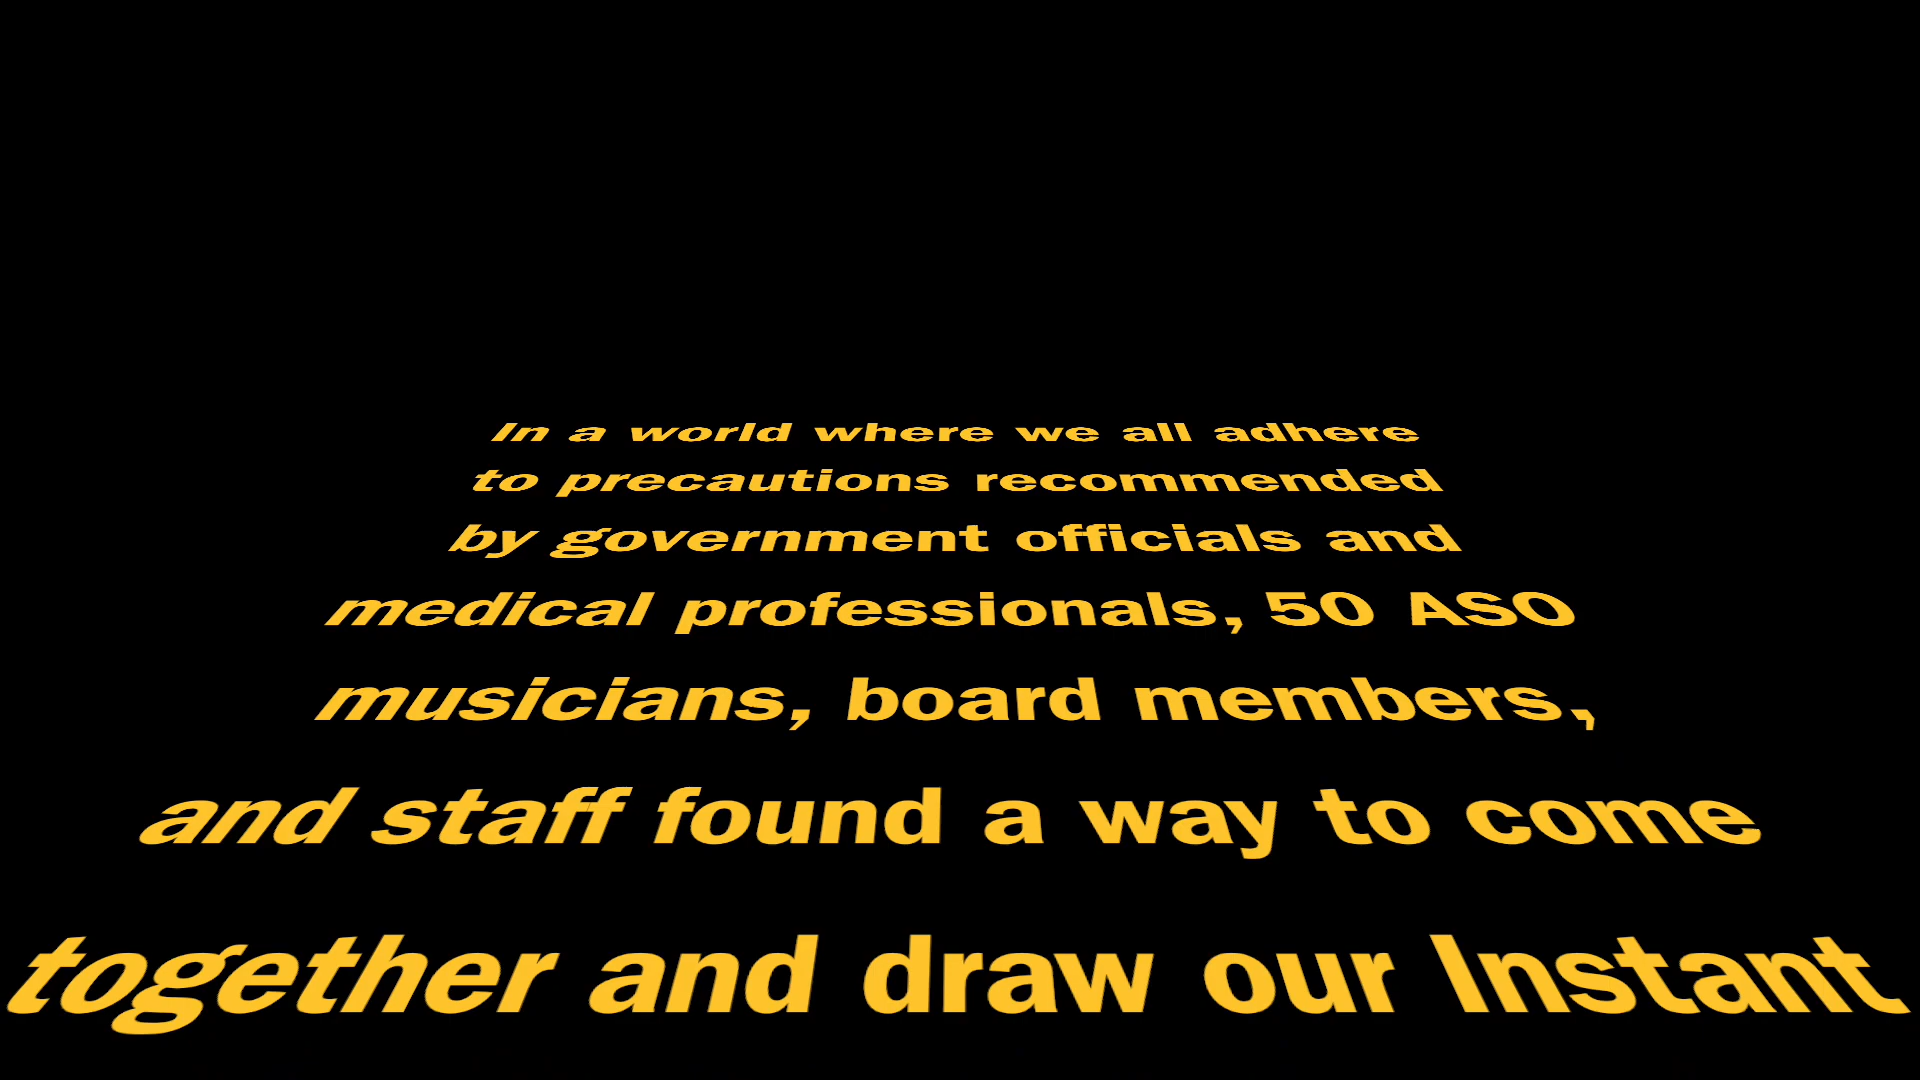 In a world where we all adhere
to precautions recommended
by government officials and
medical professionals, 50 ASO
musicians, board members,
and staff found a way to come
together and draw our Instant